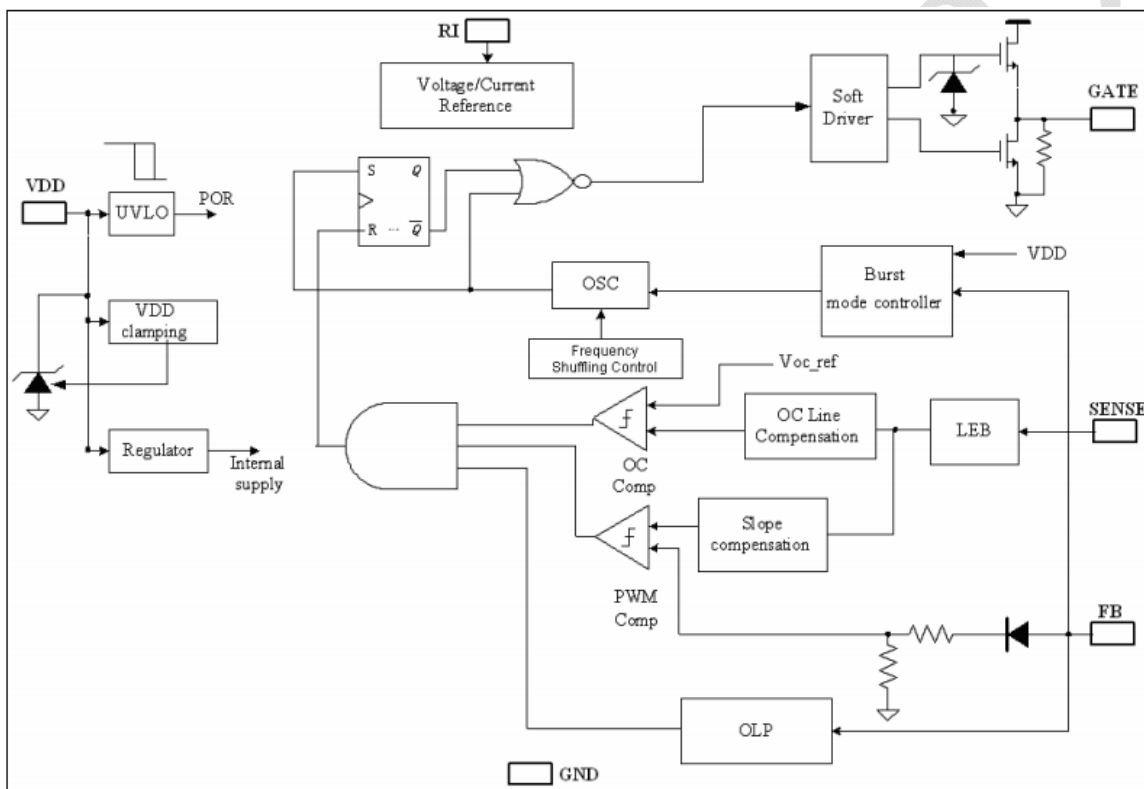 RI
Voltage/Current
Reference
Soft
Driver
GATE
VDD
UVLO
POR
S Q
R ... Q̅
VDD
clamping
OSC
Burst
mode controller
VDD
Frequency
Shuffling Control
Voc_ref
OC Line
Compensation
LEB
SENSE
OC
Comp
Regulator
Internal
supply
Slope
compensation
PWM
Comp
FB
OLP
GND